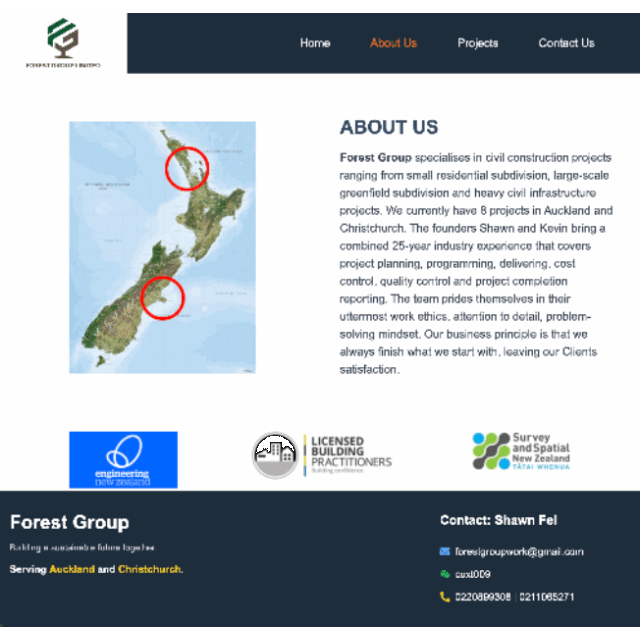 FOREST GROUP LIMITED
Home
About Us
Projects
Contact Us
ABOUT US
Forest Group specialises in civil construction projects
ranging from small residential subdivision, large-scale
greenfield subdivision and heavy civil infrastructure
projects. We currently have 8 projects in Auckland and
Christchurch. The founders Shawn and Kevin bring a
combined 25-year industry experience that covers
project planning, programming, delivering, cost
control, quality control and project completion
reporting. The team prides themselves in their
uttermost work ethics, attention to detail, problem-
solving mindset. Our business principle is that we
always finish what we start with, leaving our Clients
satisfaction.
engineering
new zealand
LICENSED
BUILDING
PRACTITIONERS
Building confidence
Survey
and Spatial
New Zealand
TĀTAI WHENUA
Forest Group
Building a sustainable future together.
Serving Auckland and Christchurch.
Contact: Shawn Fei
forestgroupwork@gmail.com